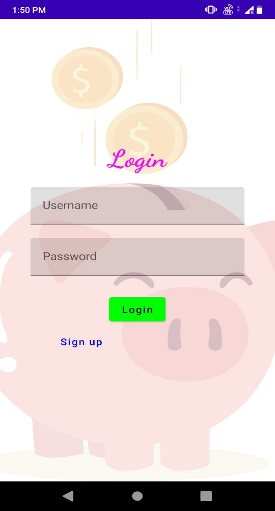 1:50 PM
$
$
Login
Username
Password
Login
Sign up